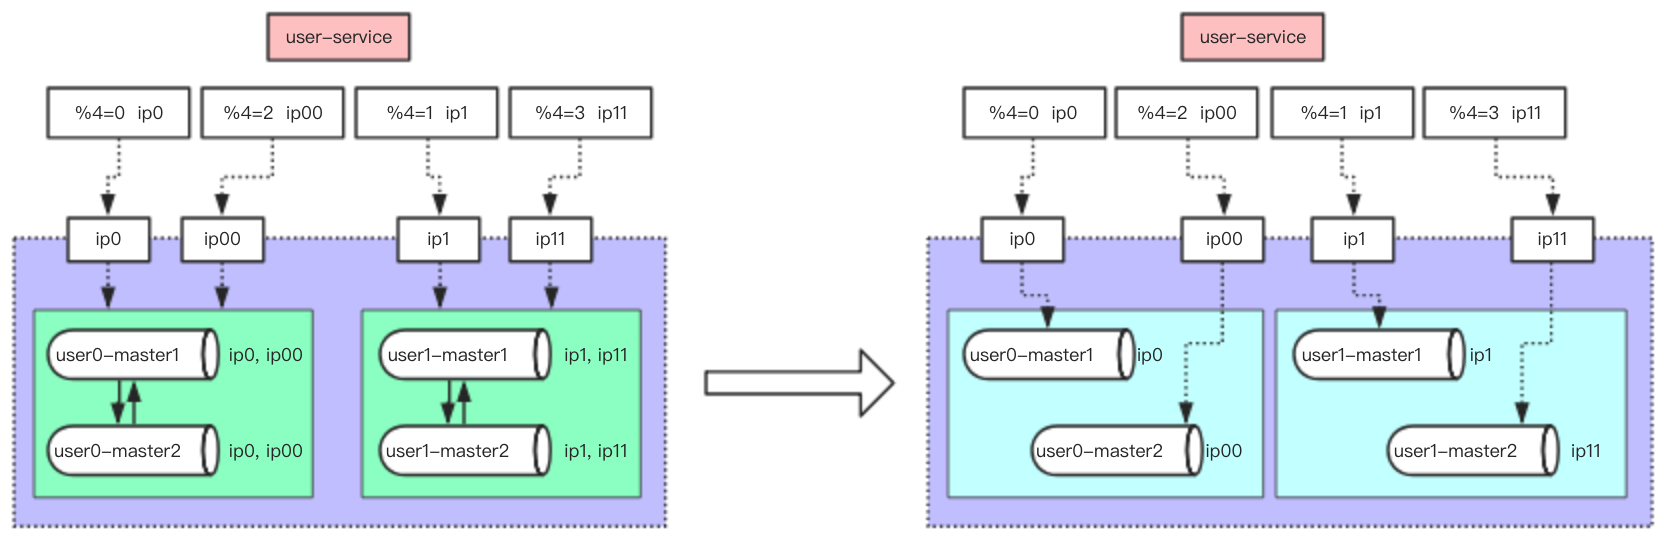 user-service
%4=0 ip0
%4=2 ip00
%4=1 ip1
%4=3 ip11
ip0
ip00
ip1
ip11
user0-master1
ip0, ip00
user0-master2
ip0, ip00
user1-master1
ip1, ip11
user1-master2
ip1, ip11
user-service
%4=0 ip0
%4=2 ip00
%4=1 ip1
%4=3 ip11
ip0
ip00
ip1
ip11
user0-master1
ip0
user0-master2
ip00
user1-master1
ip1
user1-master2
ip11